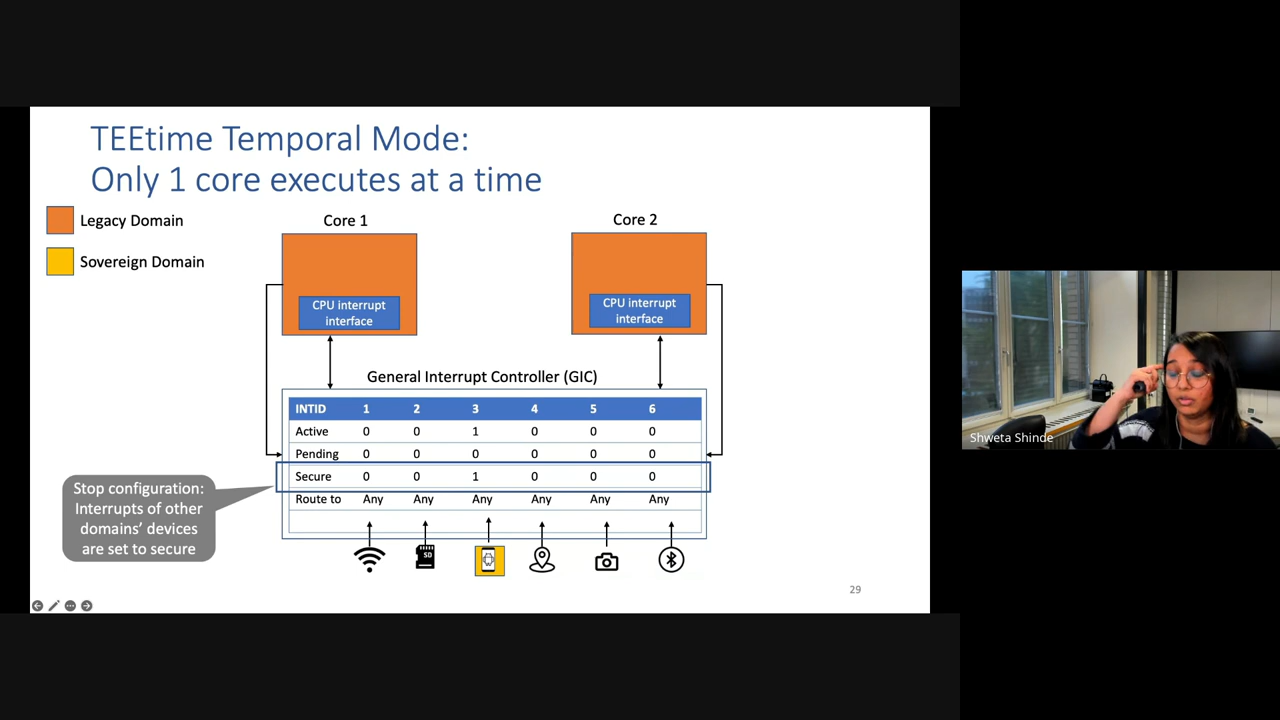 TEEtime Temporal Mode:
Only 1 core executes at a time
Legacy Domain
Sovereign Domain
Core 1
Core 2
CPU interrupt
interface
CPU interrupt
interface
General Interrupt Controller (GIC)
INTID 1 2 3 4 5 6
Active 0 0 1 0 0 0
Pending 0 0 0 0 0 0
Secure 0 0 1 0 0 0
Route to Any Any Any Any Any Any
Stop configuration:
Interrupts of other
domains' devices
are set to secure
SD
29
Shweta Shinde